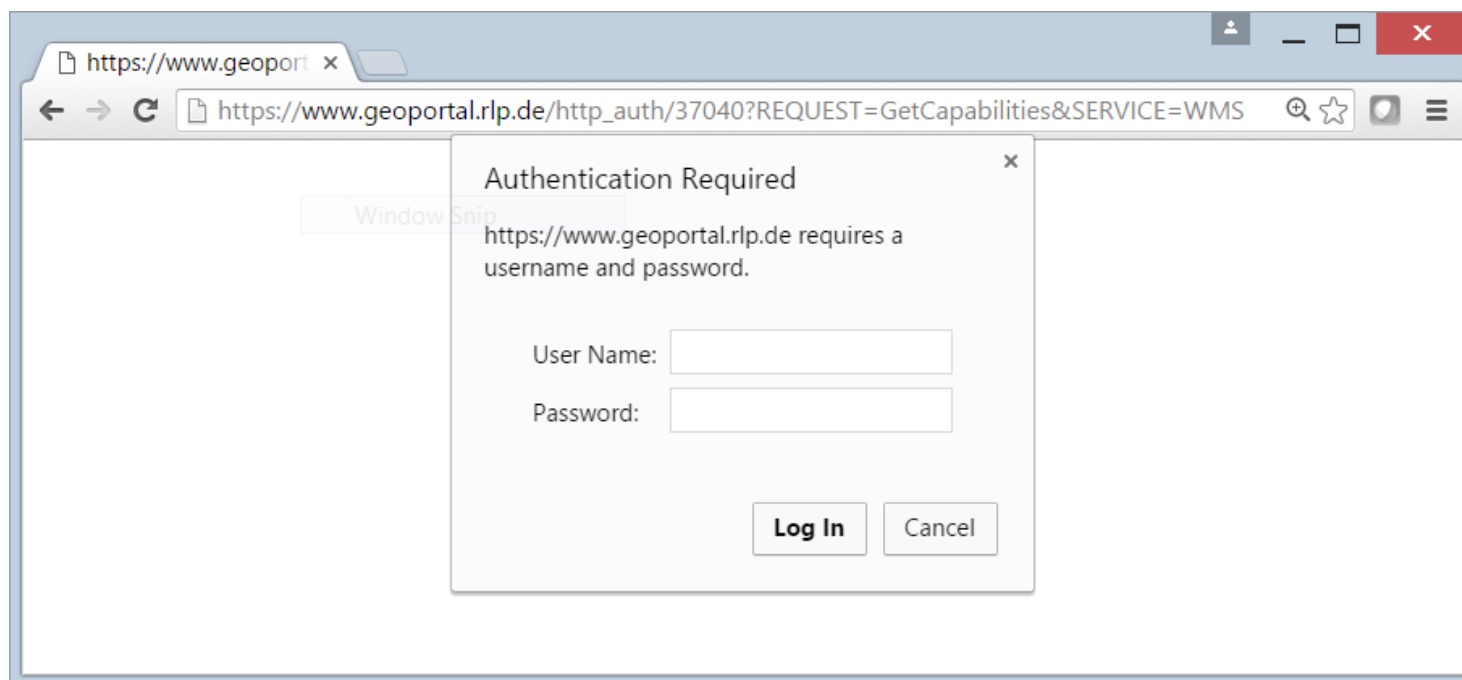 https://www.geoport
https://www.geoportal.rlp.de/http_auth/37040?REQUEST=GetCapabilities&SERVICE=WMS
Authentication Required
Window Snip
https://www.geoportal.rlp.de requires a
username and password.
User Name:
Password:
Log In
Cancel